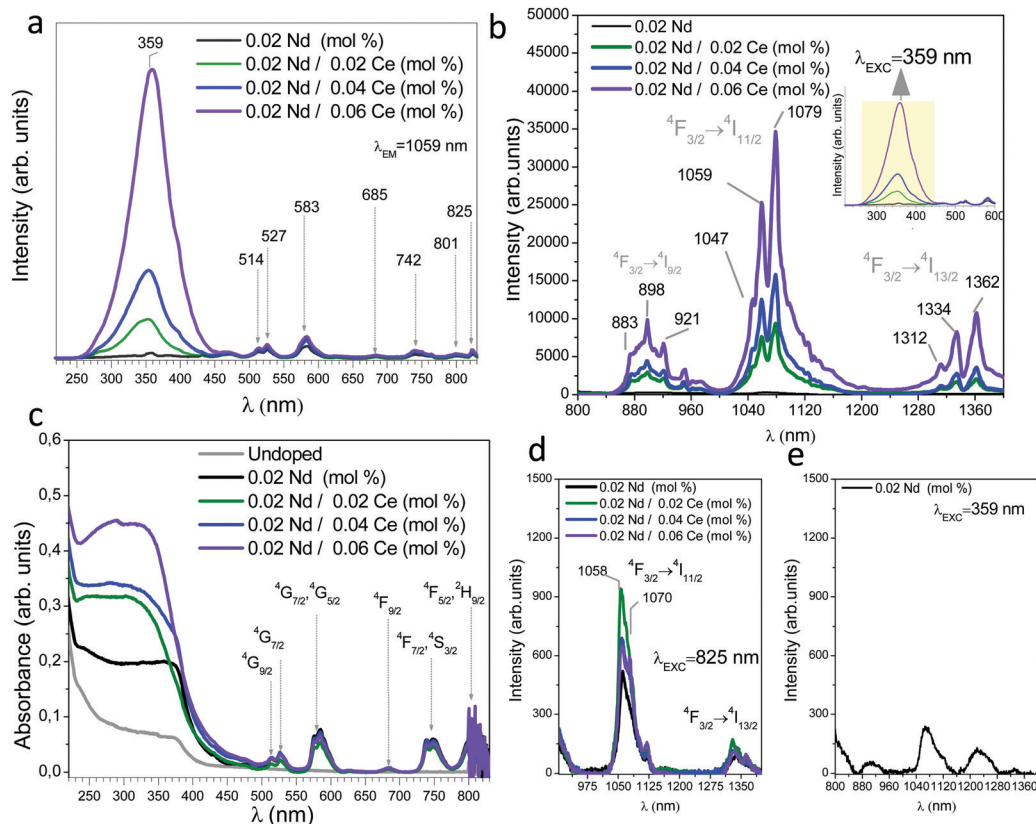 a
359
0.02 Nd (mol %)
0.02 Nd / 0.02 Ce (mol %)
0.02 Nd / 0.04 Ce (mol %)
0.02 Nd / 0.06 Ce (mol %)
λEM=1059 nm
514
527
583
685
742
801
825
Intensity (arb. units)
250 300 350 400 450 500 550 600 650 700 750 800
λ (nm)
b
50000
45000
40000
35000
30000
25000
20000
15000
10000
5000
0
0.02 Nd
0.02 Nd / 0.02 Ce (mol %)
0.02 Nd / 0.04 Ce (mol %)
0.02 Nd / 0.06 Ce (mol %)
λEXC=359 nm
Intensity (arb. units)
300 400 500 600
4F3/2→4I11/2
1079
1059
1047
4F3/2→4I9/2
898
883
921
4F3/2→4I13/2
1362
1334
1312
Intensity (arb.units)
800 880 960 1040 1120 1200 1280 1360
λ (nm)
c
0,6
0,5
0,4
0,3
0,2
0,1
0,0
Undoped
0.02 Nd (mol %)
0.02 Nd / 0.02 Ce (mol %)
0.02 Nd / 0.04 Ce (mol %)
0.02 Nd / 0.06 Ce (mol %)
4G7/2,4G5/2
4F9/2
4F5/2,2H9/2
4G7/2
4G9/2
4F7/2,4S3/2
Absorbance (arb. units)
250 300 350 400 450 500 550 600 650 700 750 800
λ (nm)
d
1500
1200
900
600
300
0
0.02 Nd (mol %)
0.02 Nd / 0.02 Ce (mol %)
0.02 Nd / 0.04 Ce (mol %)
0.02 Nd / 0.06 Ce (mol %)
1058
4F3/2→4I11/2
1070
λEXC=825 nm
4F3/2→4I13/2
Intensity (arb.units)
975 1050 1125 1200 1275 1350
λ (nm)
e
1500
1200
900
600
300
0
0.02 Nd (mol %)
λEXC=359 nm
Intensity (arb.units)
800 880 960 1040 1120 1200 1280 1360
λ (nm)